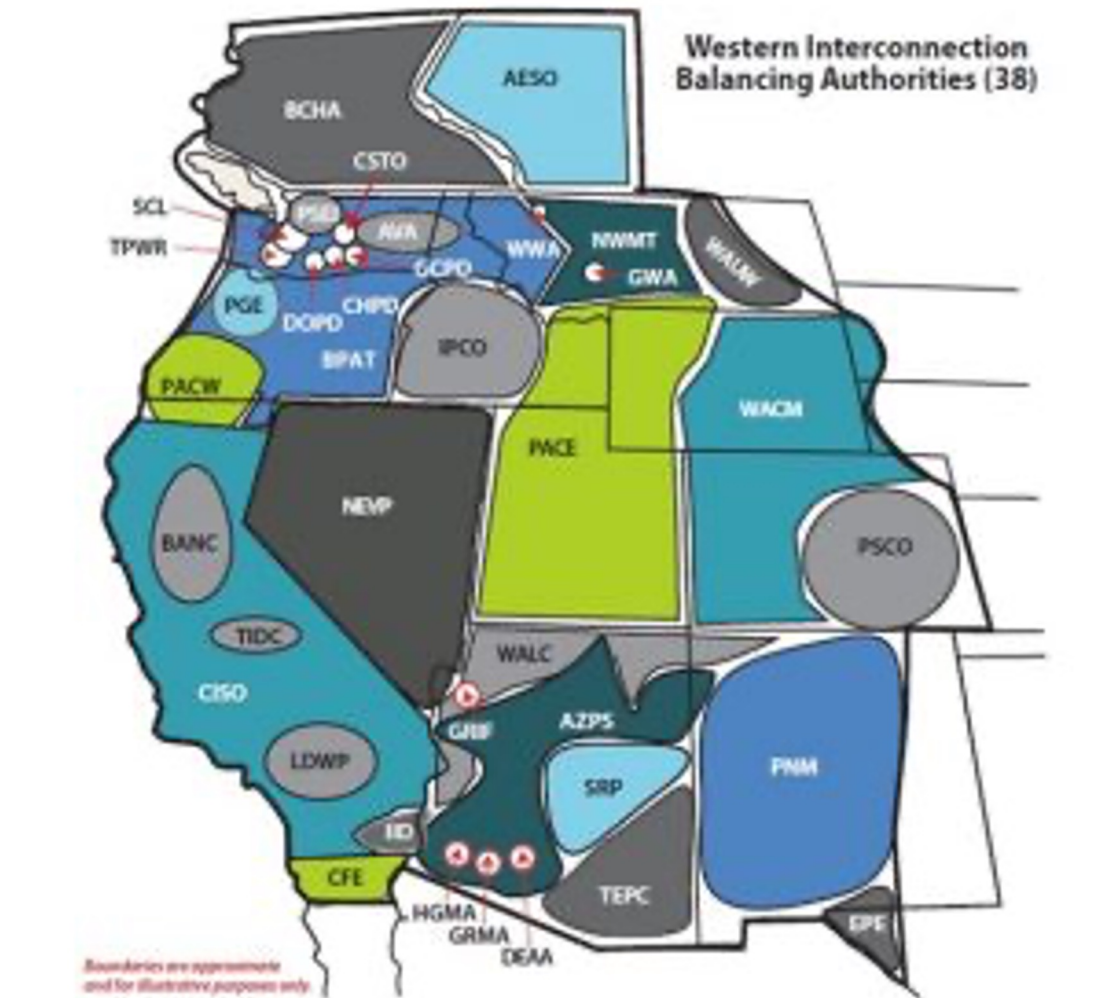 Western Interconnection
Balancing Authorities (38)
AESO
BCHA
CSTO
SCL
PSEI
AVA
TPWR
WWA
NWMT
WALW
GCPD
GWA
PGE
CHPD
DOPD
IPCO
BPAT
PACW
WACM
PACE
NEVP
BANC
PSCO
TIDC
WALC
CISO
GRIF
AZPS
LDWP
PNM
SRP
IID
CFE
TEPC
HGMA
EPE
GRMA
DEAA
Boundaries are approximate
and for illustrative purposes only.